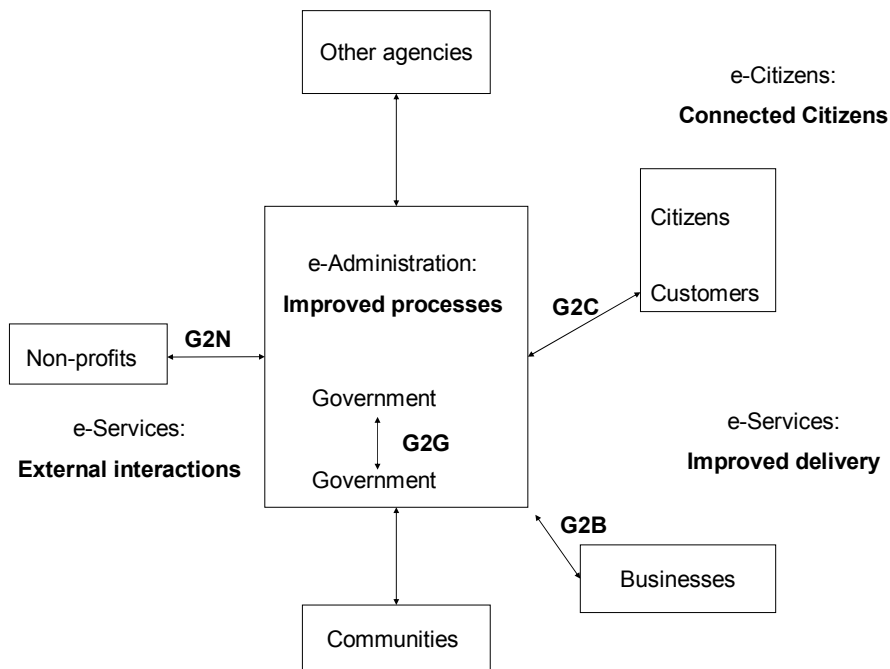 Other agencies
e-Citizens:
Connected Citizens
Citizens
Customers
e-Administration:
Improved processes
G2C
G2N
Non-profits
Government
G2G
Government
e-Services:
External interactions
e-Services:
Improved delivery
G2B
Businesses
Communities